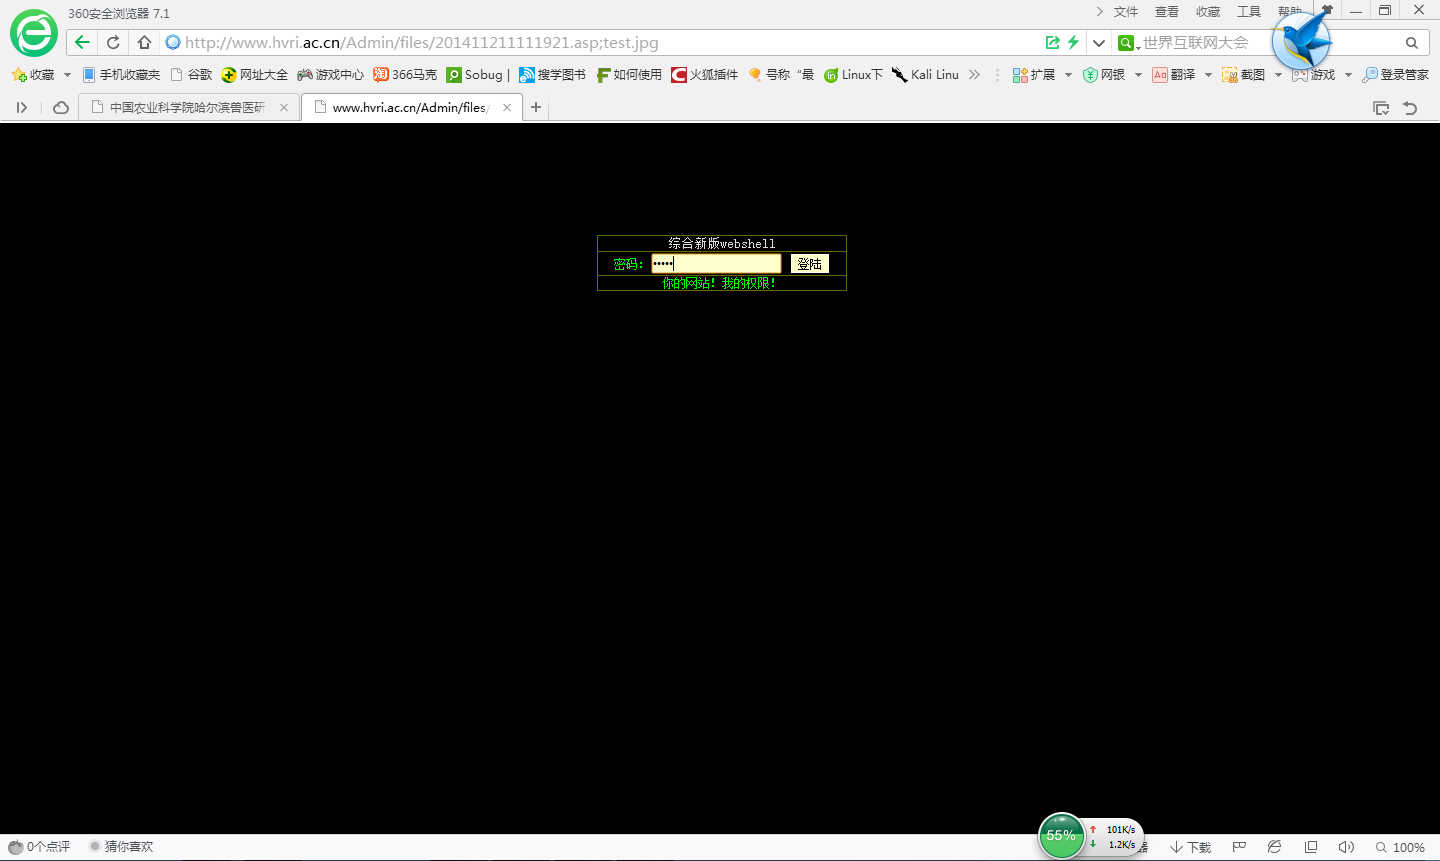 360安全浏览器 7.1
文件 查看 收藏 工具 帮助
http://www.hvri.ac.cn/Admin/files/201411211111921.asp;test.jpg
世界互联网大会
收藏 手机收藏夹 谷歌 网址大全 游戏中心 366马克 Sobug | 搜学图书 如何使用 火狐插件 号称“最 Linux下 Kali Linu 扩展 网银 翻译 截图 游戏 登录管家
中国农业科学院哈尔滨兽医研 www.hvri.ac.cn/Admin/files/
综合新版webshell
密码: 登陆
你的网站! 我的权限!
0个点评 猜你喜欢 55% 101K/s
1.2K/s 器 下载 100%